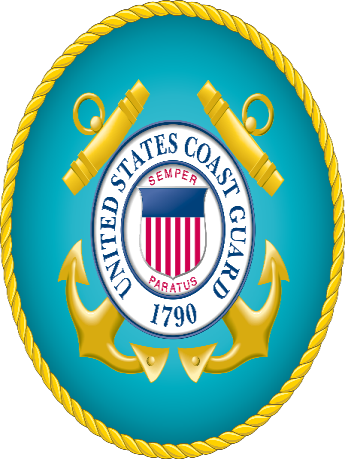 UNITED STATES COAST GUARD
SEMPER
PARATUS
1790